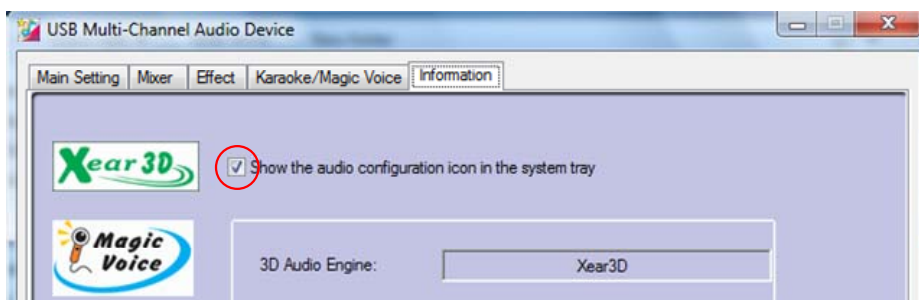 USB Multi-Channel Audio Device
Main Setting Mixer Effect Karaoke/Magic Voice Information
Xear 3D Show the audio configuration icon in the system tray
Magic
Voice
3D Audio Engine: Xear3D